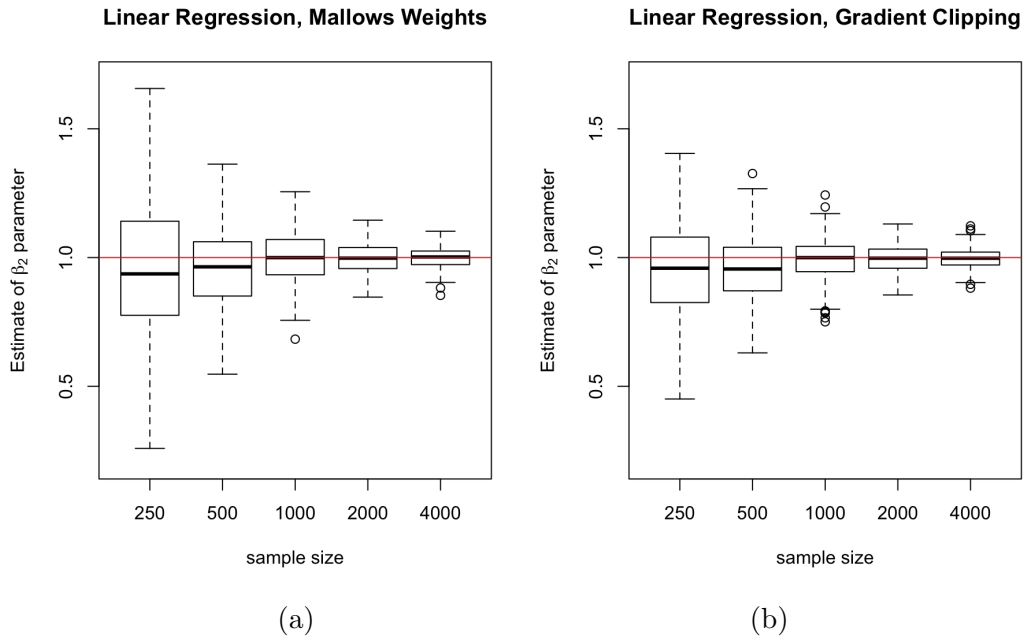 Linear Regression, Mallows Weights
Estimate of β₂ parameter
1.5
1.0
0.5
250 500 1000 2000 4000
sample size
(a)
Linear Regression, Gradient Clipping
Estimate of β₂ parameter
1.5
1.0
0.5
250 500 1000 2000 4000
sample size
(b)